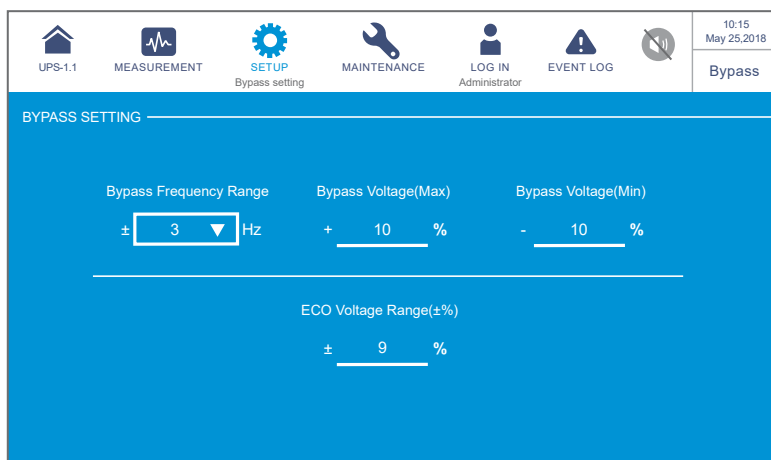 10:15
May 25,2018
UPS-1.1 MEASUREMENT SETUP MAINTENANCE LOG IN EVENT LOG
Bypass setting Administrator
Bypass
BYPASS SETTING
Bypass Frequency Range Bypass Voltage(Max) Bypass Voltage(Min)
± 3 ▼ Hz + 10 % - 10 %
ECO Voltage Range(±%)
± 9 %